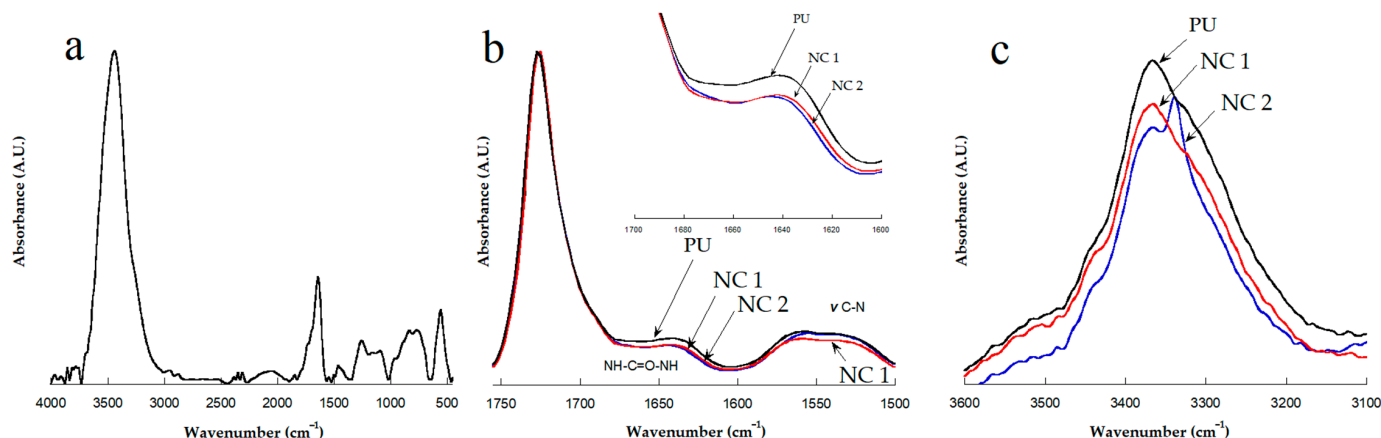 a
Absorbance (A.U.)
4000 3500 3000 2500 2000 1500 1000 500
Wavenumber (cm⁻¹)
b
Absorbance (A.U.)
PU
NC 1
NC 2
1700 1680 1660 1640 1620 1600
PU
NC 1
NC 2
ν C-N
NH-C=O-NH
NC 1
1750 1700 1650 1600 1550 1500
Wavenumber (cm⁻¹)
c
Absorbance (A.U.)
PU
NC 1
NC 2
3600 3500 3400 3300 3200 3100
Wavenumber (cm⁻¹)